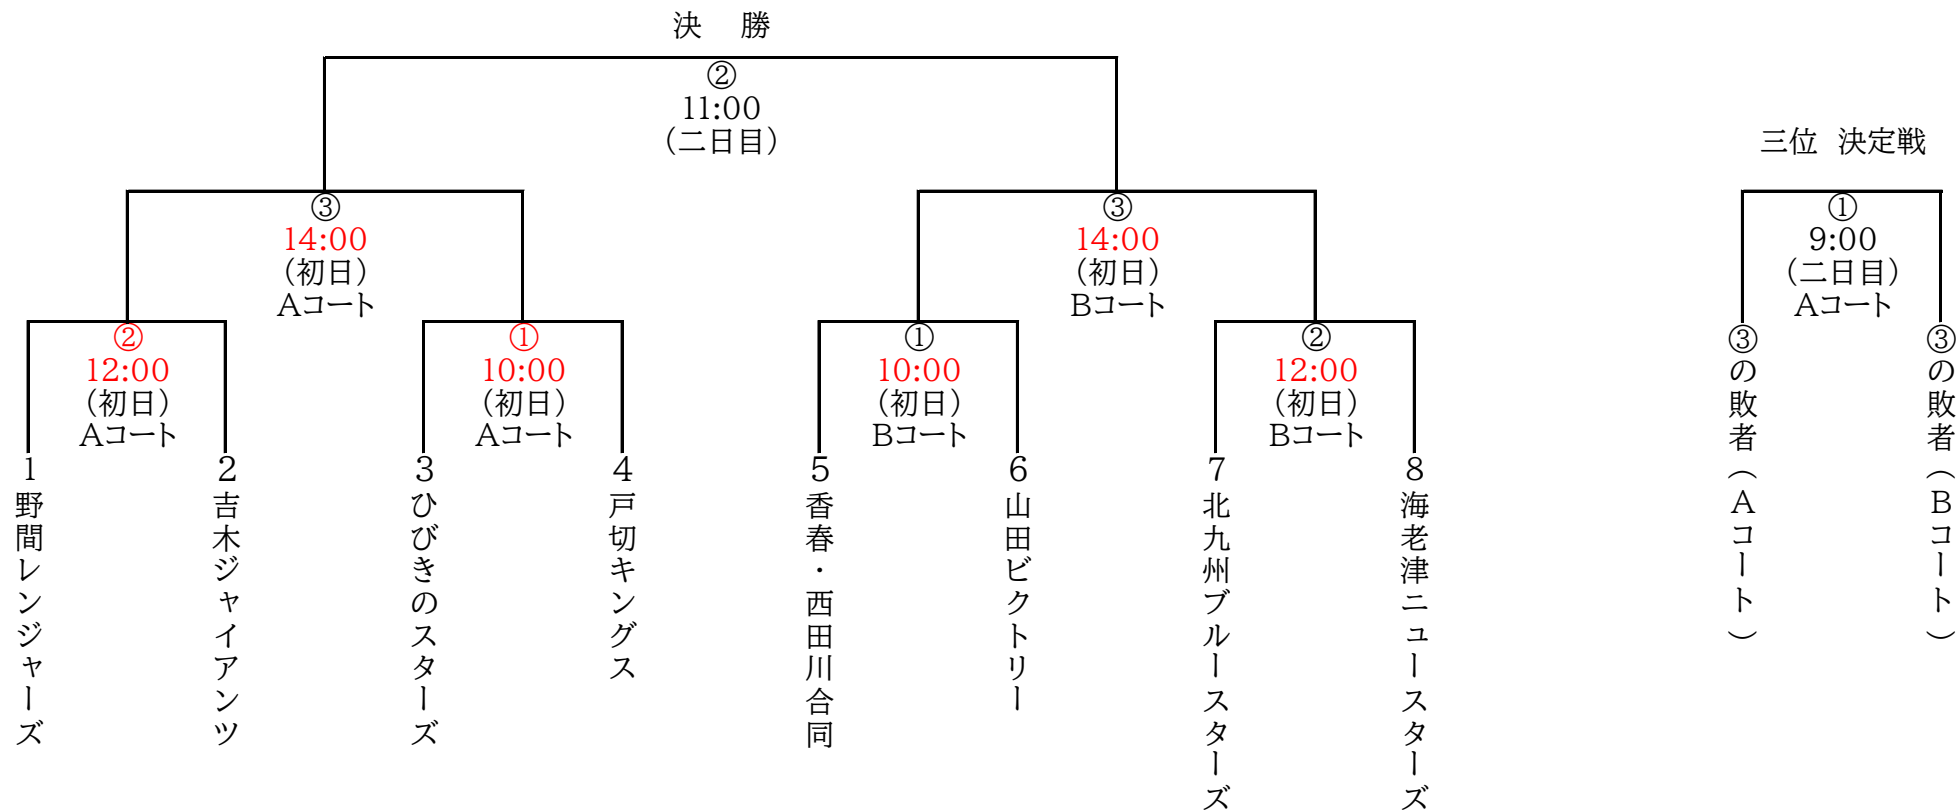 決　勝
②
11:00
（二日目）
三位 決定戦
③
14:00
（初日）
Aコート
③
14:00
（初日）
Bコート
①
9:00
（二日目）
Aコート
②
12:00
（初日）
Aコート
①
10:00
（初日）
Aコート
①
10:00
（初日）
Bコート
②
12:00
（初日）
Bコート
1 野間レンジャーズ
2 吉木ジャイアンツ
3 ひびきのスターズ
4 戸切キングス
5 香春・西田川合同
6 山田ビクトリー
7 北九州ブルースターズ
8 海老津ニュースターズ
③の敗者（Aコート）
③の敗者（Bコート）